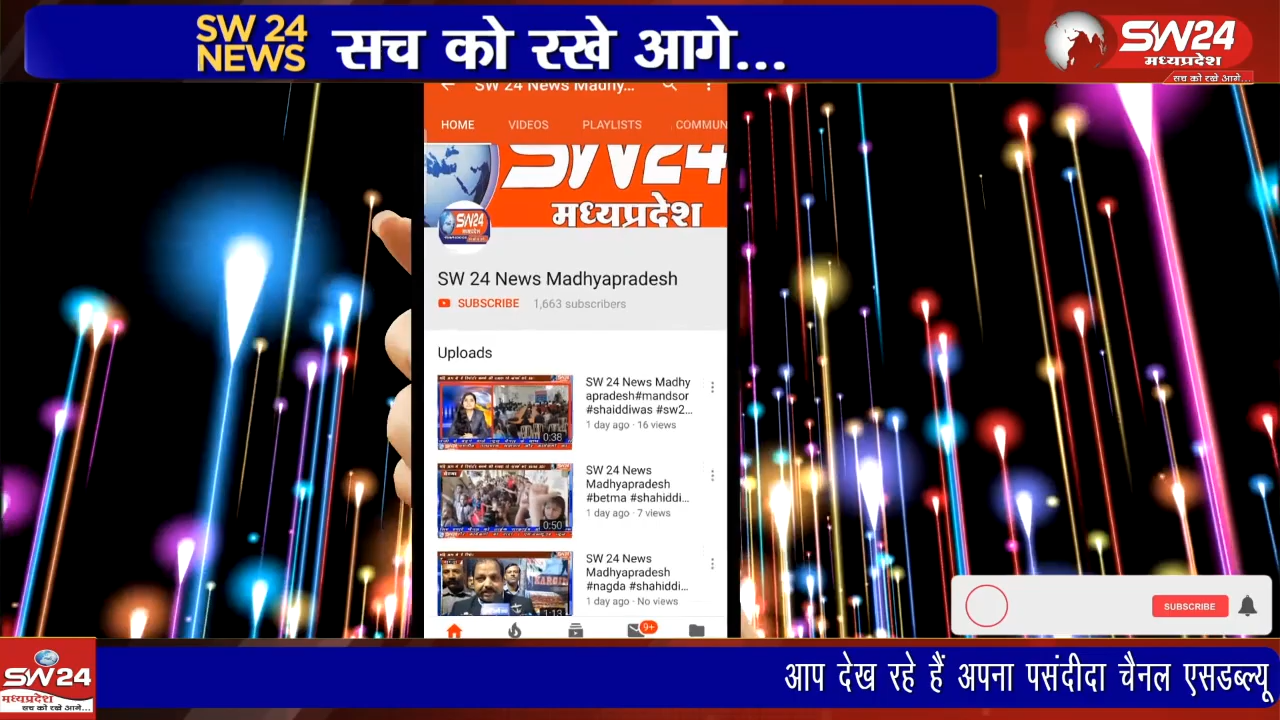 SW 24
NEWS
सच को रखे आगे...
SW24
मध्यप्रदेश
सच को रखे आगे...
SW 24 News Madhy...
HOME VIDEOS PLAYLISTS COMMUN
SW24
मध्यप्रदेश
SW24
SW 24 News Madhyapradesh
SUBSCRIBE 1,663 subscribers
Uploads
SW 24 News Madhy
apradesh#mandsor
#shaiddiwas #sw2...
1 day ago · 16 views
0:38
SW 24 News
Madhyapradesh
#betma #shahiddi...
1 day ago · 7 views
0:50
SW 24 News
Madhyapradesh
#nagda #shahiddi...
1 day ago · No views
1:13
9+
SUBSCRIBE
SW24
मध्यप्रदेश
सच को रखे आगे...
आप देख रहे हैं अपना पसंदीदा चैनल एसडब्ल्यू